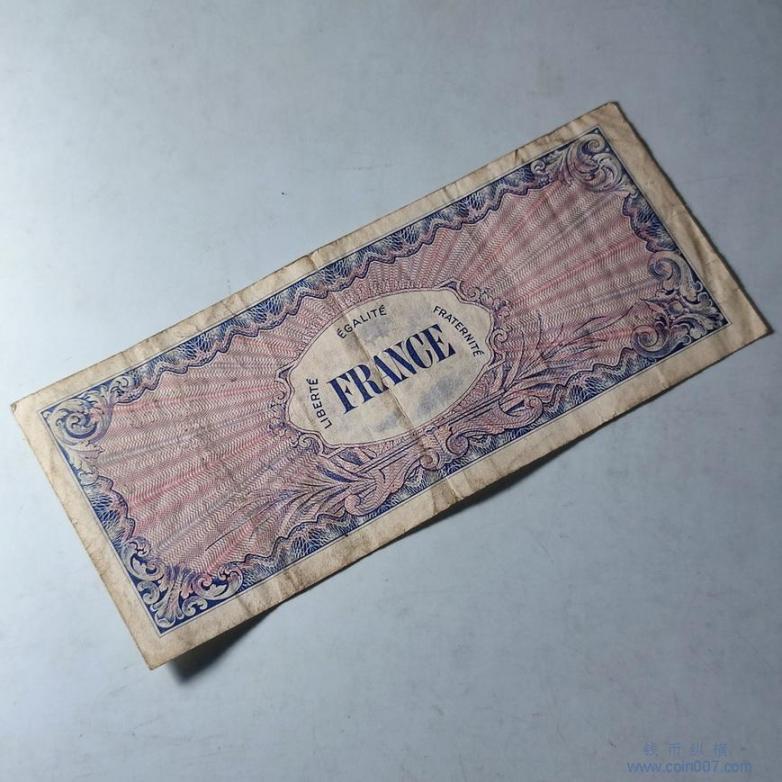 LIBERTÉ ÉGALITÉ FRATERNITÉ
FRANCE
钱币纵横
www.coin007.com